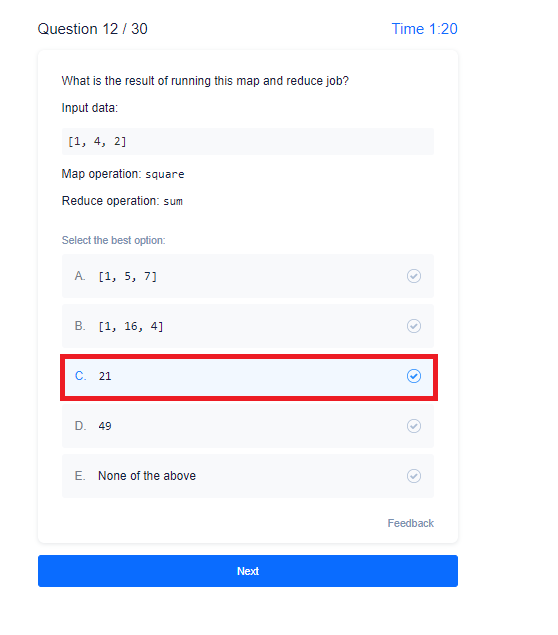 Question 12 / 30
Time 1:20
What is the result of running this map and reduce job?
Input data:
[1, 4, 2]
Map operation: square
Reduce operation: sum
Select the best option:
A. [1, 5, 7]
B. [1, 16, 4]
C. 21
D. 49
E. None of the above
Feedback
Next